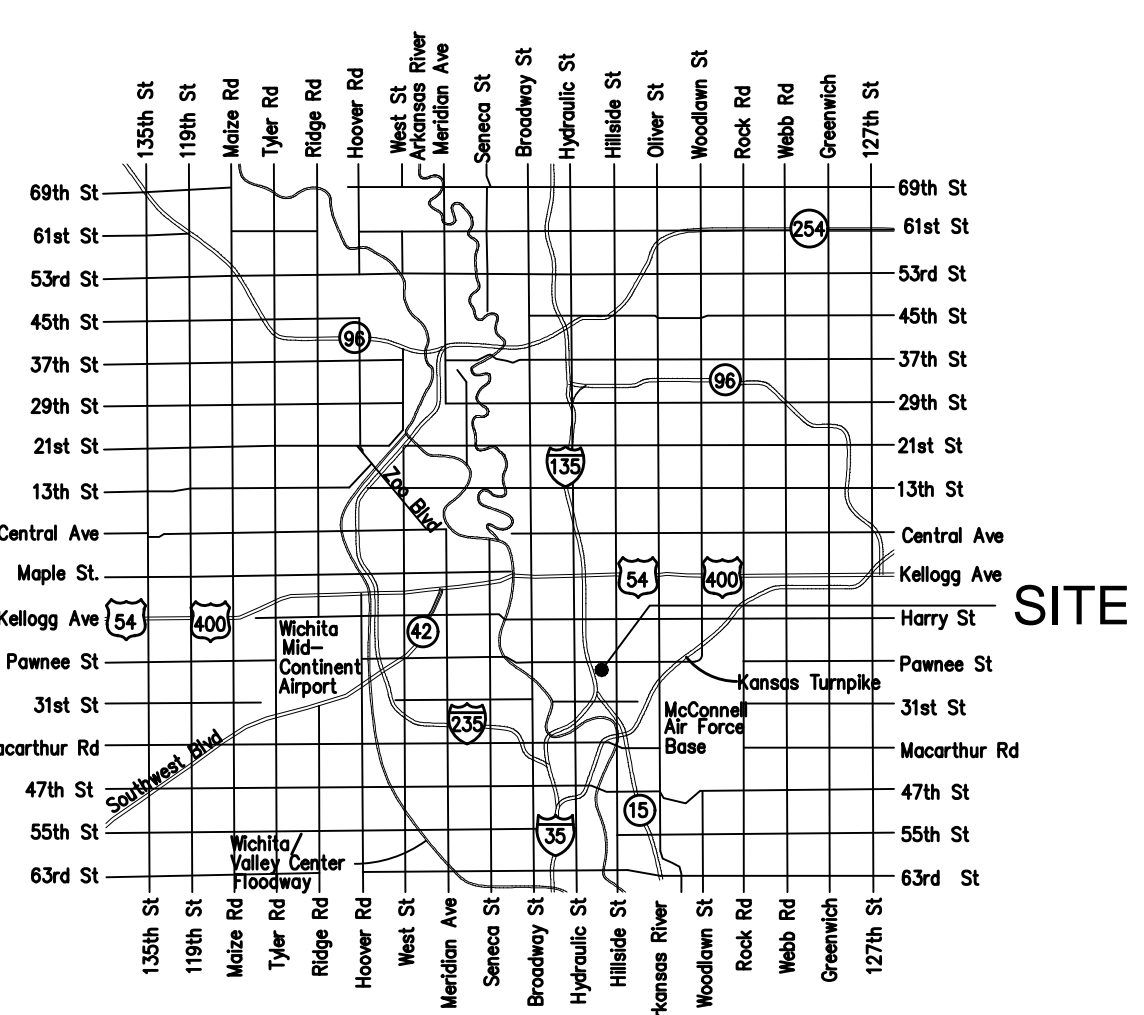 135th St
119th St
Maize Rd
Tyler Rd
Ridge Rd
Hoover Rd
West St
Arkansas River
Meridian Ave
Seneca St
Broadway St
Hydraulic St
Hillside St
Oliver St
Woodlawn St
Rock Rd
Webb Rd
Greenwich
127th St
69th St
69th St
61st St
254
61st St
53rd St
53rd St
45th St
96
45th St
37th St
96
37th St
29th St
29th St
21st St
135
21st St
13th St
Zoo Blvd
13th St
Central Ave
Central Ave
Maple St.
54
400
Kellogg Ave
Kellogg Ave
54
400
42
Harry St
SITE
Wichita
Mid-
Continent
Airport
Pawnee St
Pawnee St
Kansas Turnpike
31st St
235
McConnell
Air Force
Base
31st St
acarthur Rd
Macarthur Rd
Southwest Blvd
47th St
15
47th St
55th St
35
55th St
Wichita/
Valley Center
Floodway
63rd St
63rd St
135th St
119th St
Maize Rd
Tyler Rd
Ridge Rd
Hoover Rd
West St
Meridian Ave
Seneca St
Broadway St
Hydraulic St
Hillside St
rkansas River
Woodlawn St
Rock Rd
Webb Rd
Greenwich
127th St